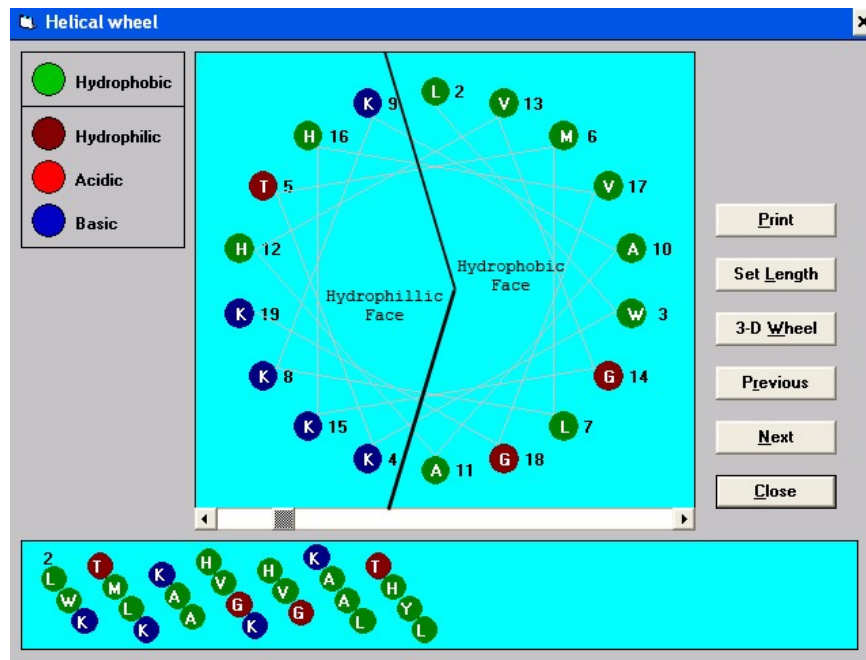 Helical wheel
Hydrophobic
Hydrophilic
Acidic
Basic
L 2
V 13
M 6
V 17
A 10
W 3
G 14
L 7
G 18
A 11
K 4
K 15
K 8
K 19
H 12
T 5
H 16
K 9
Hydrophillic
Face
Hydrophobic
Face
Print
Set Length
3-D Wheel
Previous
Next
Close
2
L W K
T M L K
K A A
H V G K
H V G
K A A L
T H Y L